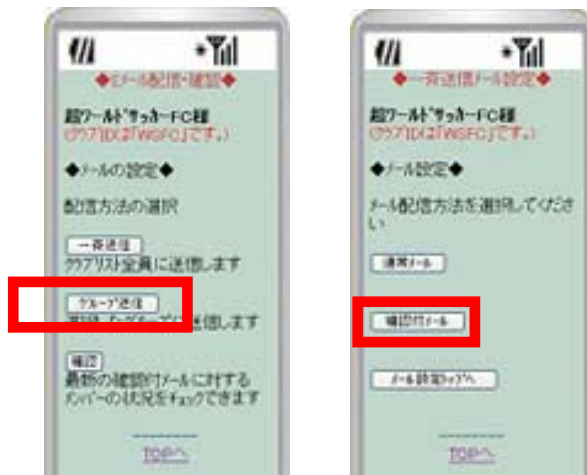 ◆Eメール配信・確認◆
超ワールドサッカーFC様
(クラブIDは「WSFC」です。)
◆メールの設定◆
配信方法の選択
一斉送信
クラブリスト全員に送信します
グループ送信
に送信します
確認
最新の確認付メールに対する
メンバーの状況をチェックできます
TOPへ
◆一斉送信メール設定◆
超ワールドサッカーFC様
(クラブIDは「WSFC」です。)
◆メール設定◆
メール配信方法を選択してくださ
い
通常メール
確認付メール
メール設定トップへ
TOPへ